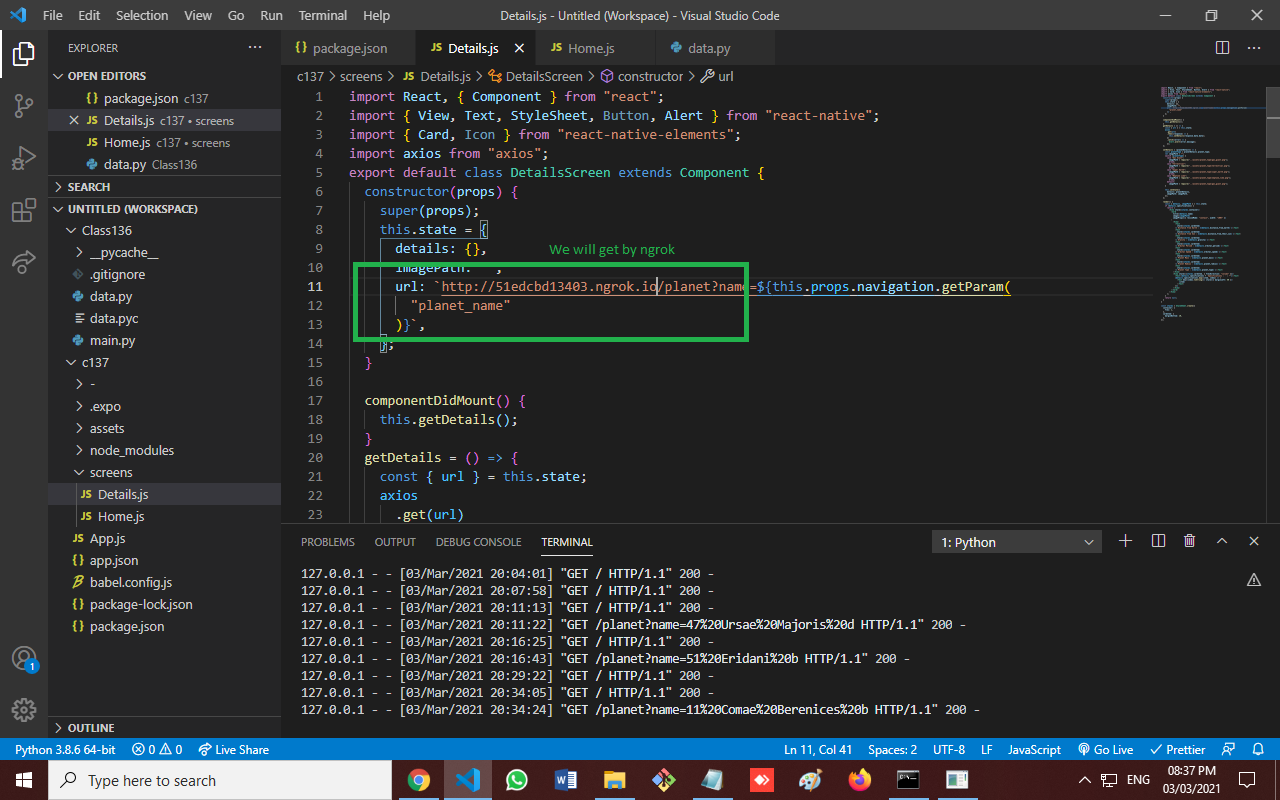 File Edit Selection View Go Run Terminal Help Details.js - Untitled (Workspace) - Visual Studio Code
EXPLORER ...
OPEN EDITORS
{} package.json c137
JS Details.js c137 • screens
JS Home.js c137 • screens
data.py Class136
SEARCH
UNTITLED (WORKSPACE)
Class136
__pycache__
.gitignore
data.py
data.pyc
main.py
c137
-
.expo
assets
node_modules
screens
JS Details.js
JS Home.js
JS App.js
{} app.json
babel.config.js
{} package-lock.json
{} package.json
OUTLINE
{} package.json JS Details.js JS Home.js data.py
c137 > screens > JS Details.js > DetailsScreen > constructor > url
1 import React, { Component } from "react";
2 import { View, Text, StyleSheet, Button, Alert } from "react-native";
3 import { Card, Icon } from "react-native-elements";
4 import axios from "axios";
5 export default class DetailsScreen extends Component {
6 constructor(props) {
7 super(props);
8 this.state = {
9 details: {},
We will get by ngrok
10 imagePath: "",
11 url: `http://51edcbd13403.ngrok.io/planet?name=${this.props.navigation.getParam(
12 "planet_name"
13 )}`,
14 };
15 }
16
17 componentDidMount() {
18 this.getDetails();
19 }
20 getDetails = () => {
21 const { url } = this.state;
22 axios
23 .get(url)
PROBLEMS OUTPUT DEBUG CONSOLE TERMINAL 1: Python
127.0.0.1 - - [03/Mar/2021 20:04:01] "GET / HTTP/1.1" 200 -
127.0.0.1 - - [03/Mar/2021 20:07:58] "GET / HTTP/1.1" 200 -
127.0.0.1 - - [03/Mar/2021 20:11:13] "GET / HTTP/1.1" 200 -
127.0.0.1 - - [03/Mar/2021 20:11:22] "GET /planet?name=47%20Ursae%20Majoris%20d HTTP/1.1" 200 -
127.0.0.1 - - [03/Mar/2021 20:16:25] "GET / HTTP/1.1" 200 -
127.0.0.1 - - [03/Mar/2021 20:16:43] "GET /planet?name=51%20Eridani%20b HTTP/1.1" 200 -
127.0.0.1 - - [03/Mar/2021 20:29:22] "GET / HTTP/1.1" 200 -
127.0.0.1 - - [03/Mar/2021 20:34:05] "GET / HTTP/1.1" 200 -
127.0.0.1 - - [03/Mar/2021 20:34:24] "GET /planet?name=11%20Comae%20Berenices%20b HTTP/1.1" 200 -
1
Python 3.8.6 64-bit 0 0 Live Share Ln 11, Col 41 Spaces: 2 UTF-8 LF JavaScript Go Live Prettier
Type here to search
ENG
08:37 PM
03/03/2021